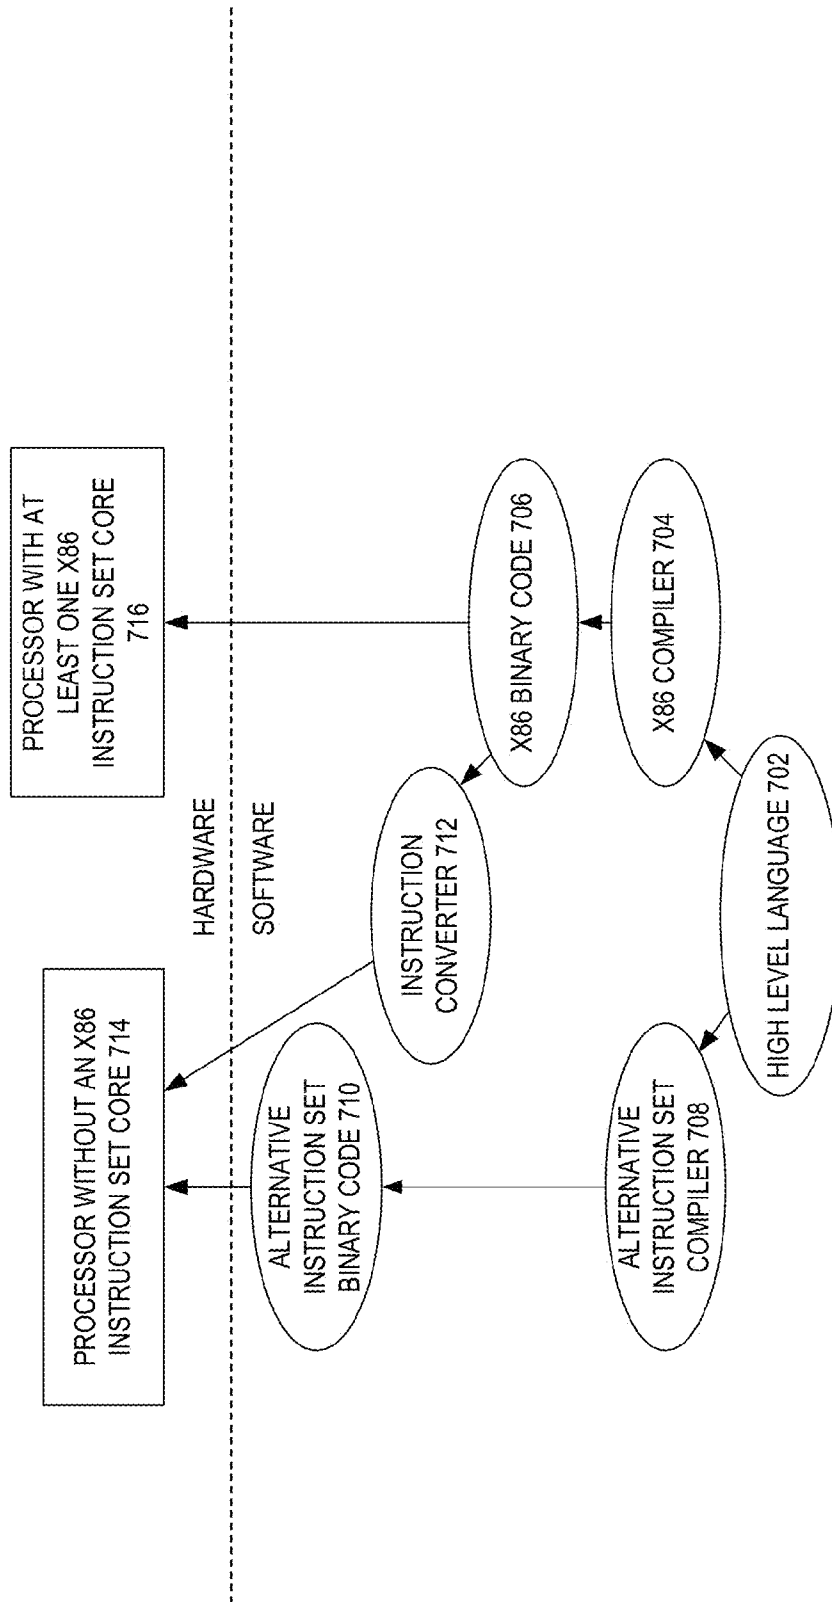 PROCESSOR WITHOUT AN X86
INSTRUCTION SET CORE 714
PROCESSOR WITH AT
LEAST ONE X86
INSTRUCTION SET CORE
716
HARDWARE
SOFTWARE
ALTERNATIVE
INSTRUCTION SET
BINARY CODE 710
INSTRUCTION
CONVERTER 712
X86 BINARY CODE 706
ALTERNATIVE
INSTRUCTION SET
COMPILER 708
X86 COMPILER 704
HIGH LEVEL LANGUAGE 702